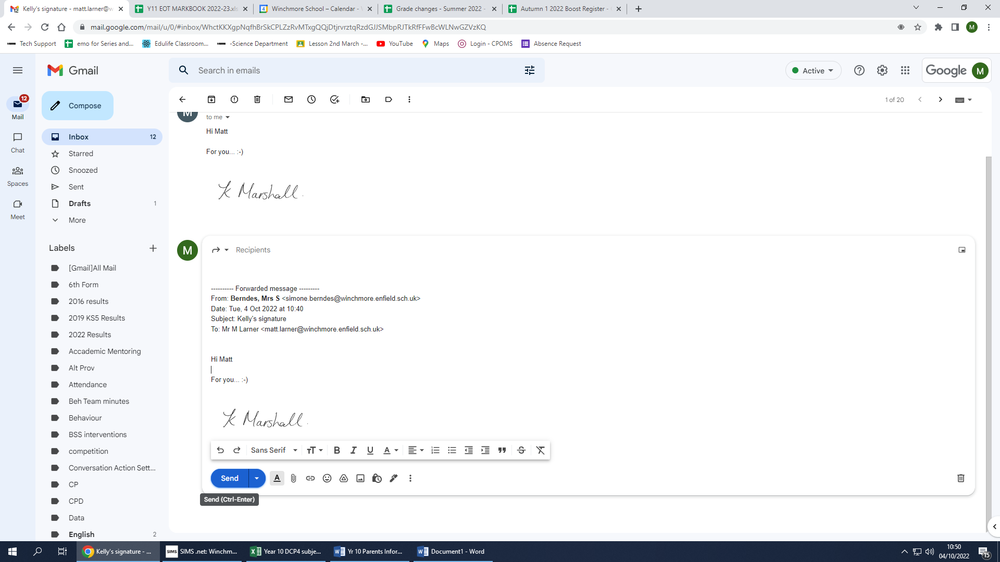 Kelly's signature - matt.larner@w
Y11 EOT MARKBOOK 2022-23.xls
Winchmore School – Calendar -
Grade changes - Summer 2022 -
Autumn 1 2022 Boost Register -
mail.google.com/mail/u/0/#inbox/WhctKKXgpNqfhBrSkCPLZzRvMTxgQQjDtjrvrztqRzdGJJSMbpRJTkRfFFwBcWLNwGZVzKQ
M
Tech Support
emo for Series and...
Edulife Classroom...
-Science Department
Lesson 2nd March -...
YouTube
Maps
Login - CPOMS
Absence Request
Gmail
Search in emails
Active
Google
M
12
Mail
Chat
Spaces
Meet
Compose
Inbox 12
Starred
Snoozed
Sent
Drafts 1
More
Labels
[Gmail]All Mail
6th Form
2016 results
2019 KS5 Results
2022 Results
Accademic Mentoring
Alt Prov
Attendance
Beh Team minutes
Behaviour
BSS interventions
competition
Conversation Action Sett...
CP
CPD
Data
English 2
1 of 20
M
to me
Hi Matt
For you... :-)
K Marshall.
M
Recipients
---------- Forwarded message ---------
From: Berndes, Mrs S <simone.berndes@winchmore.enfield.sch.uk>
Date: Tue, 4 Oct 2022 at 10:40
Subject: Kelly's signature
To: Mr M Larner <matt.larner@winchmore.enfield.sch.uk>
Hi Matt
For you... :-)
K Marshall.
Sans Serif
Send
Send (Ctrl-Enter)
Kelly's signature - ...
SIMS .net: Winchm...
Year 10 DCP4 subje...
Yr 10 Parents Infor...
Document1 - Word
10:50
04/10/2022
15